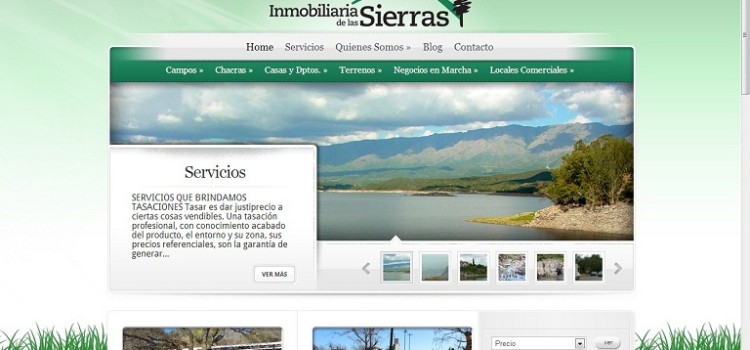 Inmobiliaria de las Sierras
Home Servicios Quienes Somos » Blog Contacto
Campos » Chacras » Casas y Dptos. » Terrenos » Negocios en Marcha » Locales Comerciales »
Servicios
SERVICIOS QUE BRINDAMOS
TASACIONES Tasar es dar justiprecio a
ciertas cosas vendibles. Una tasación
profesional, con conocimiento acabado
del producto, el entorno y su zona, sus
precios referenciales, son la garantía de
generar...
VER MÁS
Precio
ver